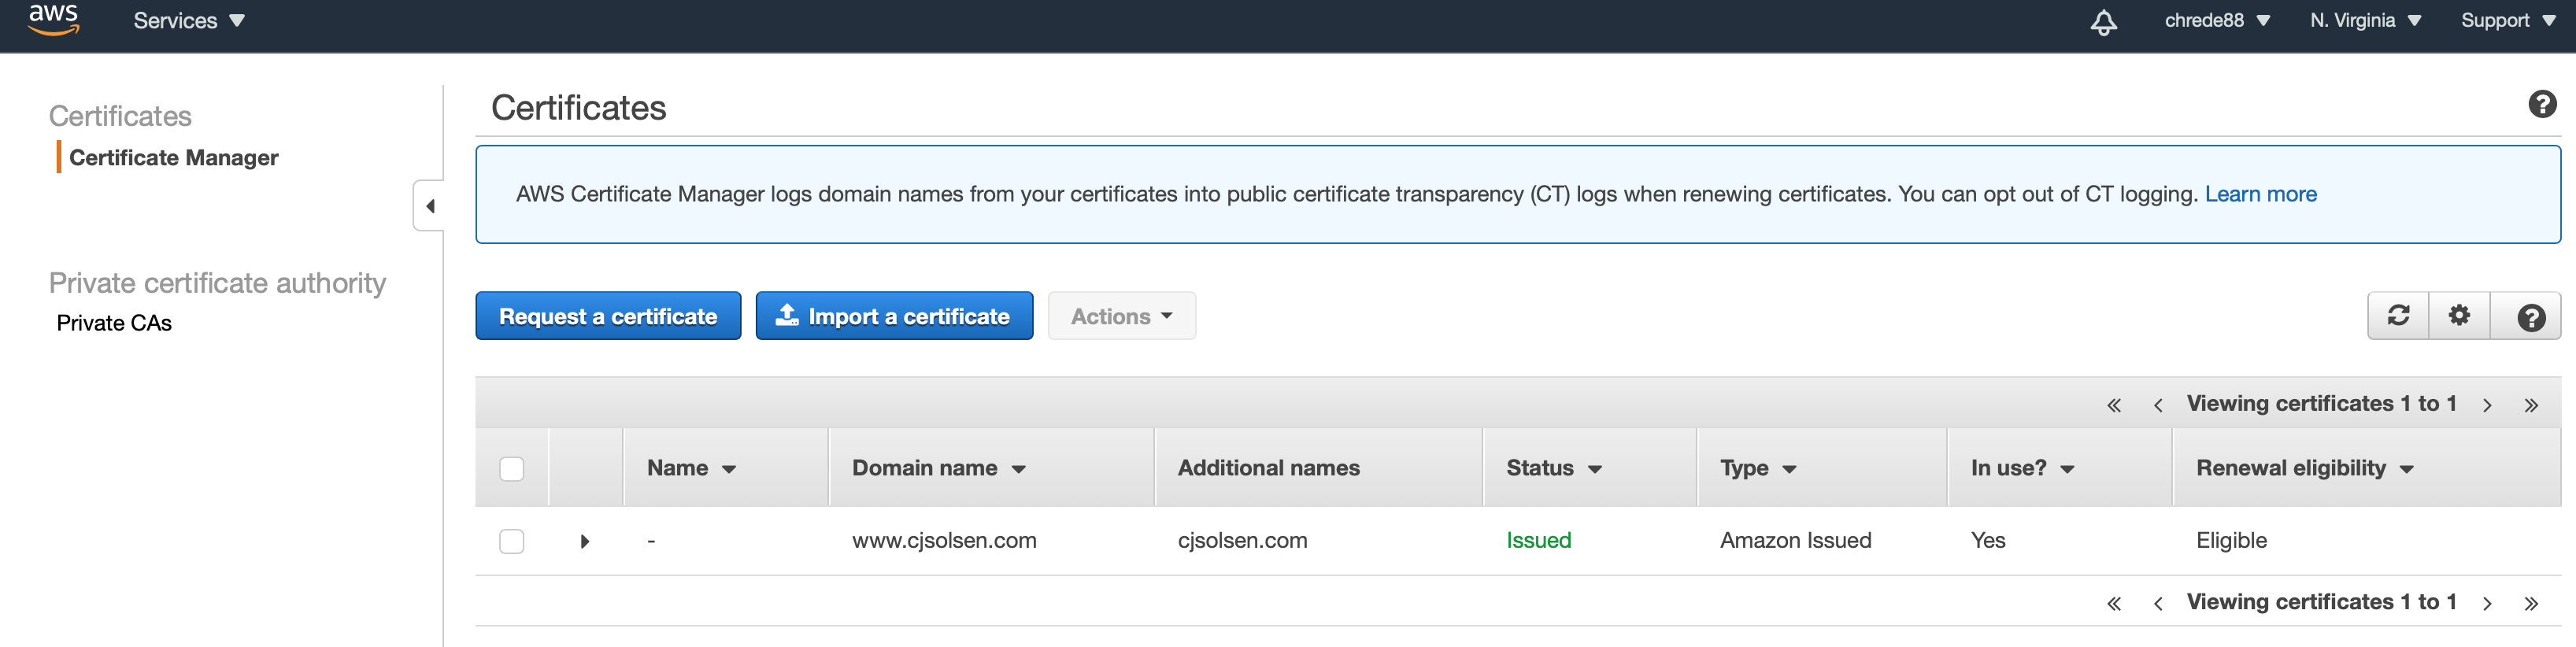 aws Services chrede88 N. Virginia Support
Certificates
Certificate Manager
Private certificate authority
Private CAs
Certificates
AWS Certificate Manager logs domain names from your certificates into public certificate transparency (CT) logs when renewing certificates. You can opt out of CT logging. Learn more
Request a certificate Import a certificate Actions
« ‹ Viewing certificates 1 to 1 › »
Name Domain name Additional names Status Type In use? Renewal eligibility
- www.cjsolsen.com cjsolsen.com Issued Amazon Issued Yes Eligible
« ‹ Viewing certificates 1 to 1 › »